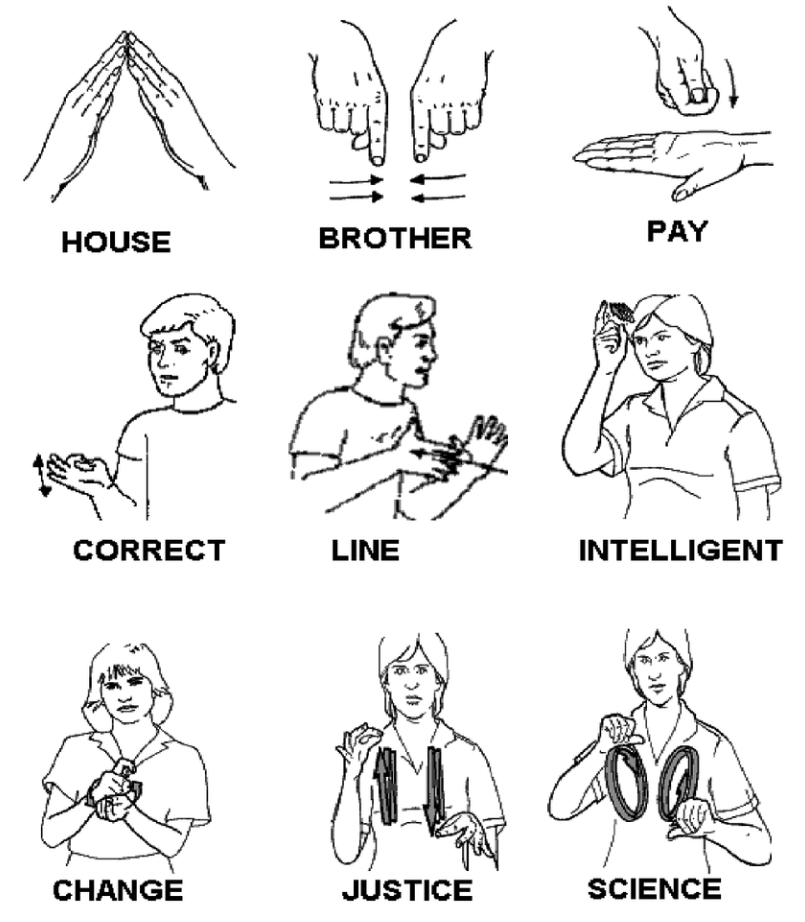 HOUSE
BROTHER
PAY
CORRECT
LINE
INTELLIGENT
CHANGE
JUSTICE
SCIENCE